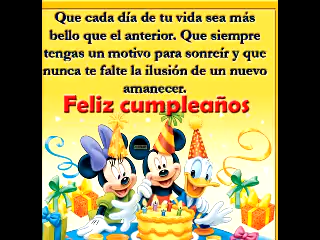 Que cada día de tu vida sea más
bello que el anterior. Que siempre
tengas un motivo para sonreír y que
nunca te falte la ilusión de un nuevo
amanecer.
Feliz cumpleaños